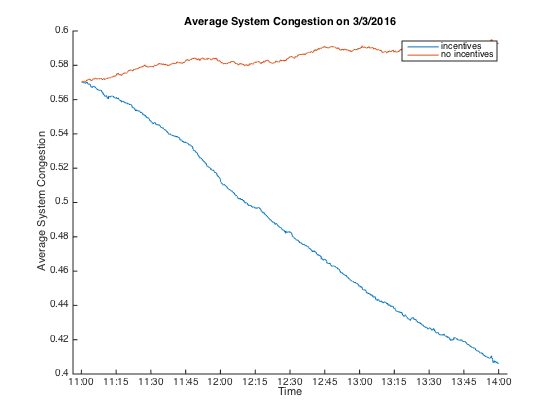 Average System Congestion on 3/3/2016
incentives
no incentives
Average System Congestion
0.6
0.58
0.56
0.54
0.52
0.5
0.48
0.46
0.44
0.42
0.4
11:00 11:15 11:30 11:45 12:00 12:15 12:30 12:45 13:00 13:15 13:30 13:45 14:00
Time